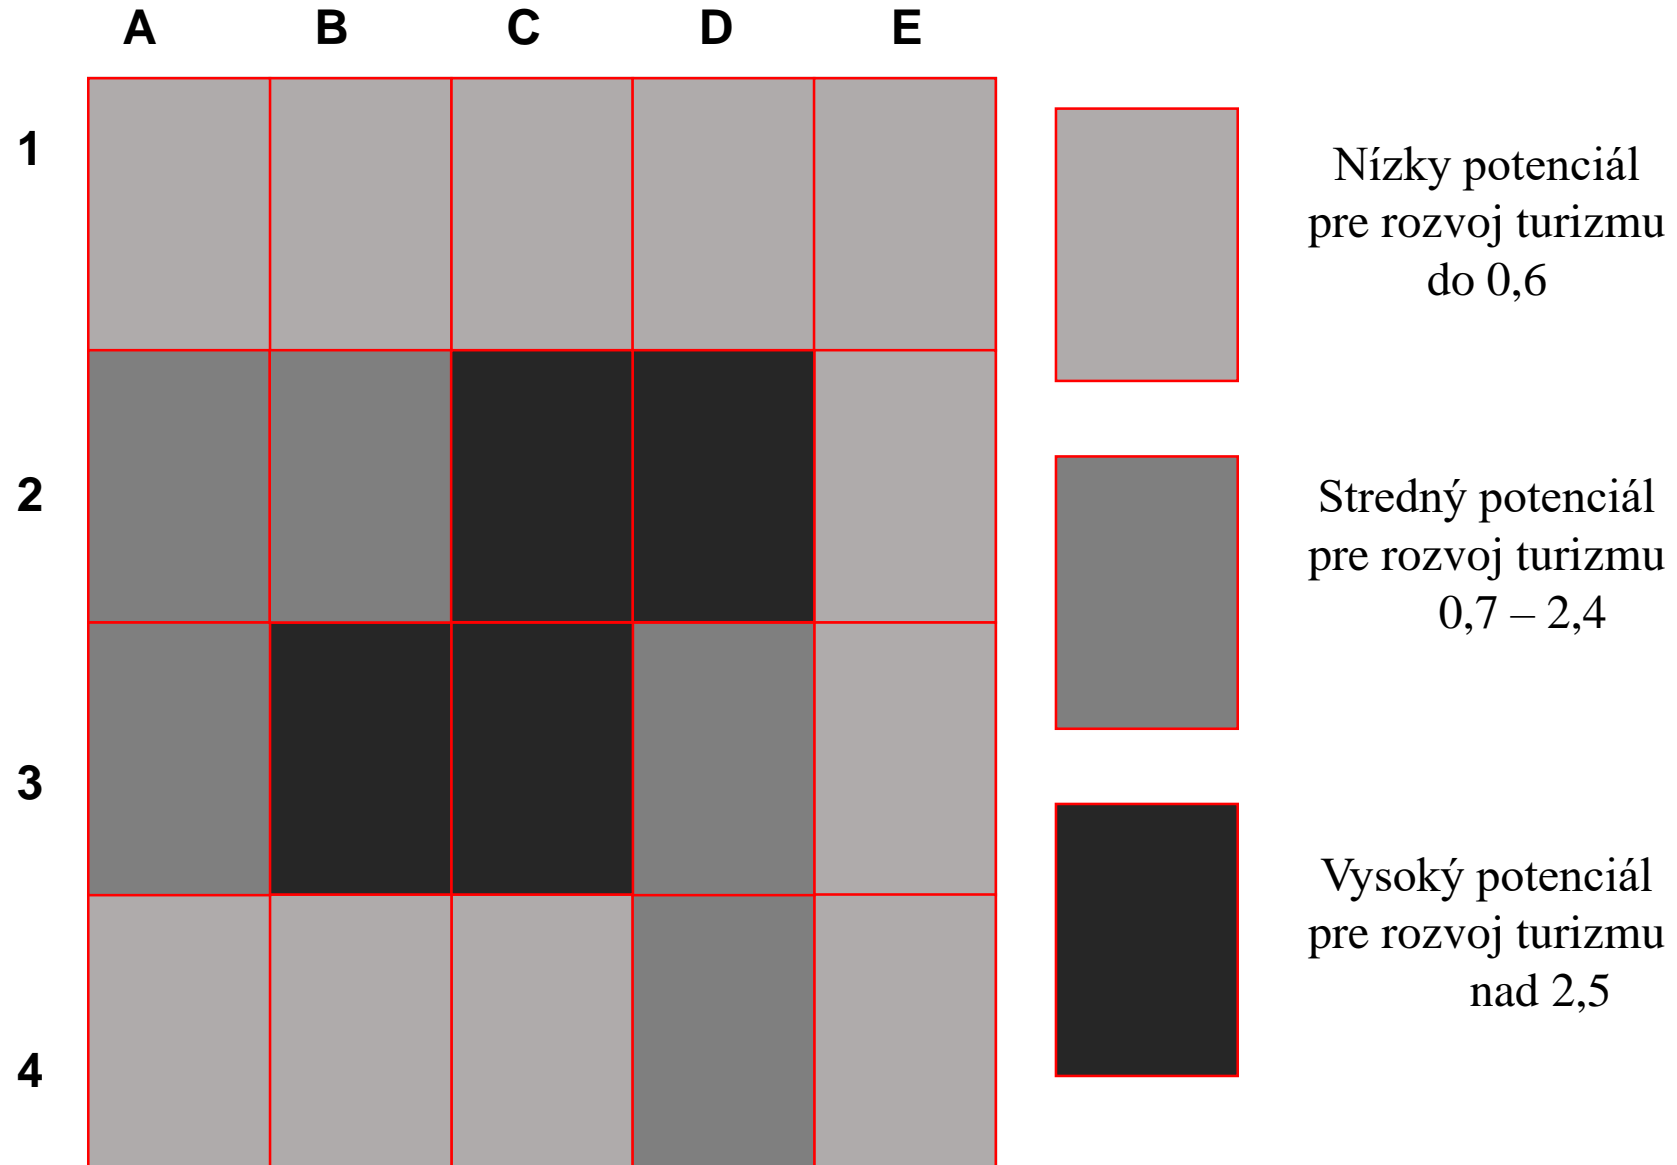 A B C D E
1
Nízky potenciál
pre rozvoj turizmu
do 0,6
2
Stredný potenciál
pre rozvoj turizmu
0,7 – 2,4
3
Vysoký potenciál
pre rozvoj turizmu
nad 2,5
4